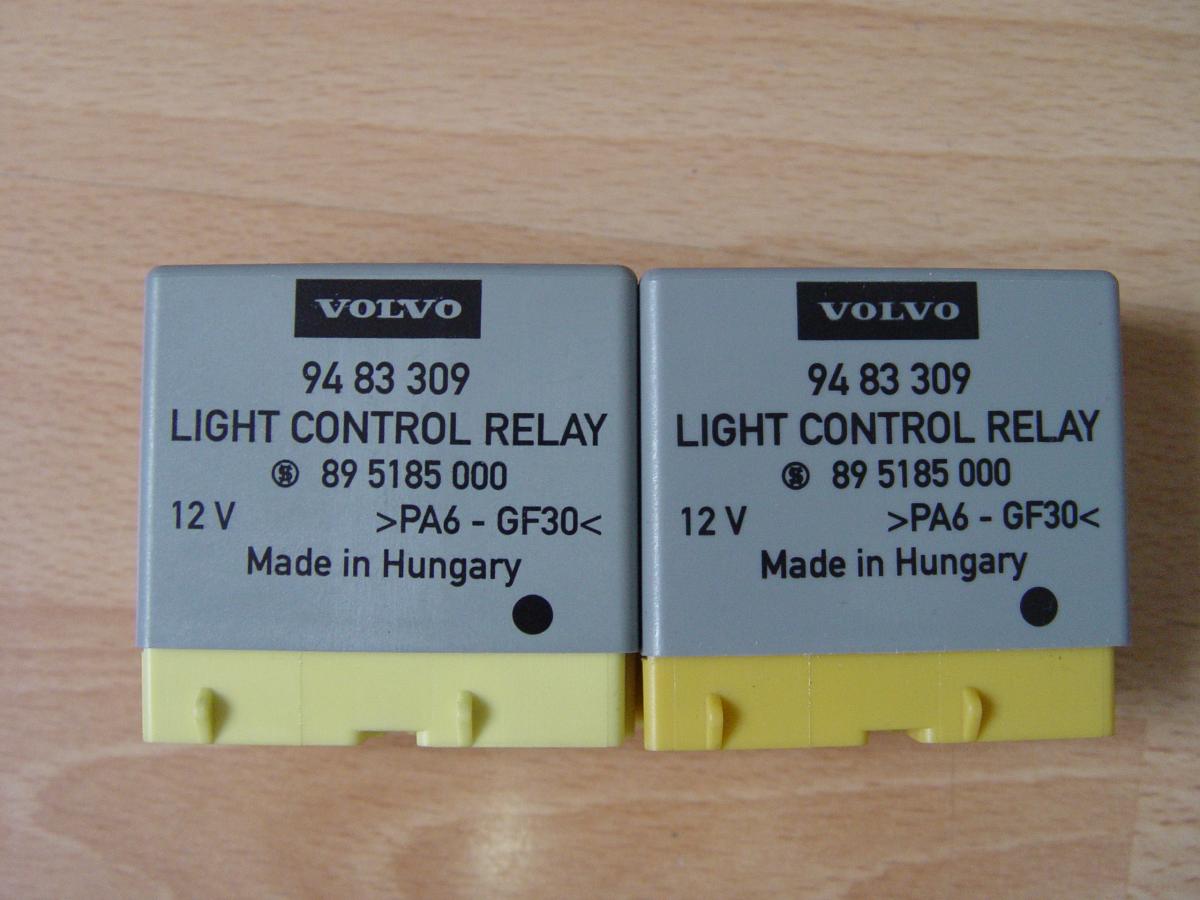 VOLVO
94 83 309
LIGHT CONTROL RELAY
89 5185 000
12 V >PA6 - GF30<
Made in Hungary
VOLVO
94 83 309
LIGHT CONTROL RELAY
89 5185 000
12 V >PA6 - GF30<
Made in Hungary